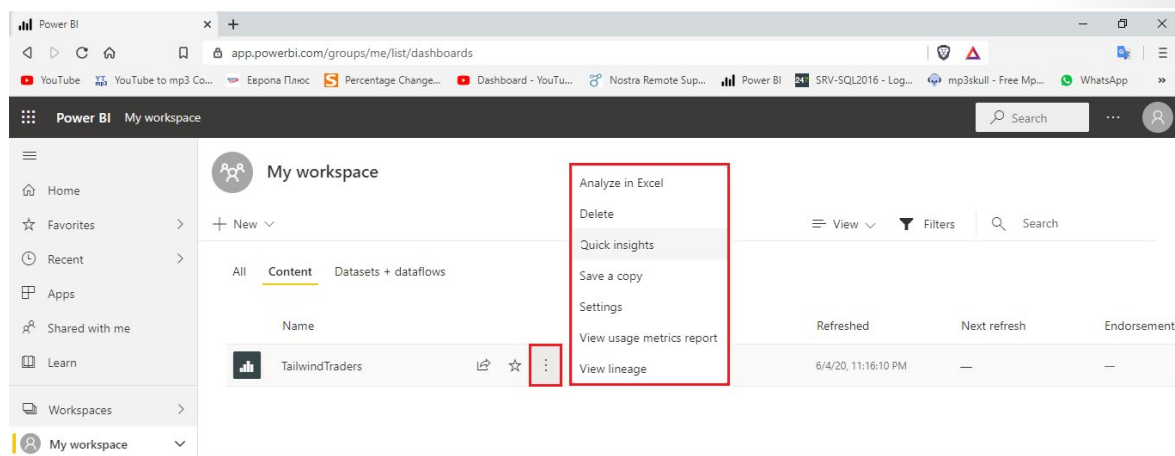 Power BI
app.powerbi.com/groups/me/list/dashboards
YouTube YouTube to mp3 Co... Европа Плюс Percentage Change... Dashboard - YouTu... Nostra Remote Sup... Power BI 247 SRV-SQL2016 - Log... mp3skull - Free Mp... WhatsApp »
Power BI My workspace Search ...
Home
Favorites
Recent
Apps
Shared with me
Learn
Workspaces
My workspace
My workspace
+ New View Filters Search
All Content Datasets + dataflows
Name Refreshed Next refresh Endorsement
TailwindTraders 6/4/20, 11:16:10 PM — —
Analyze in Excel
Delete
Quick insights
Save a copy
Settings
View usage metrics report
View lineage